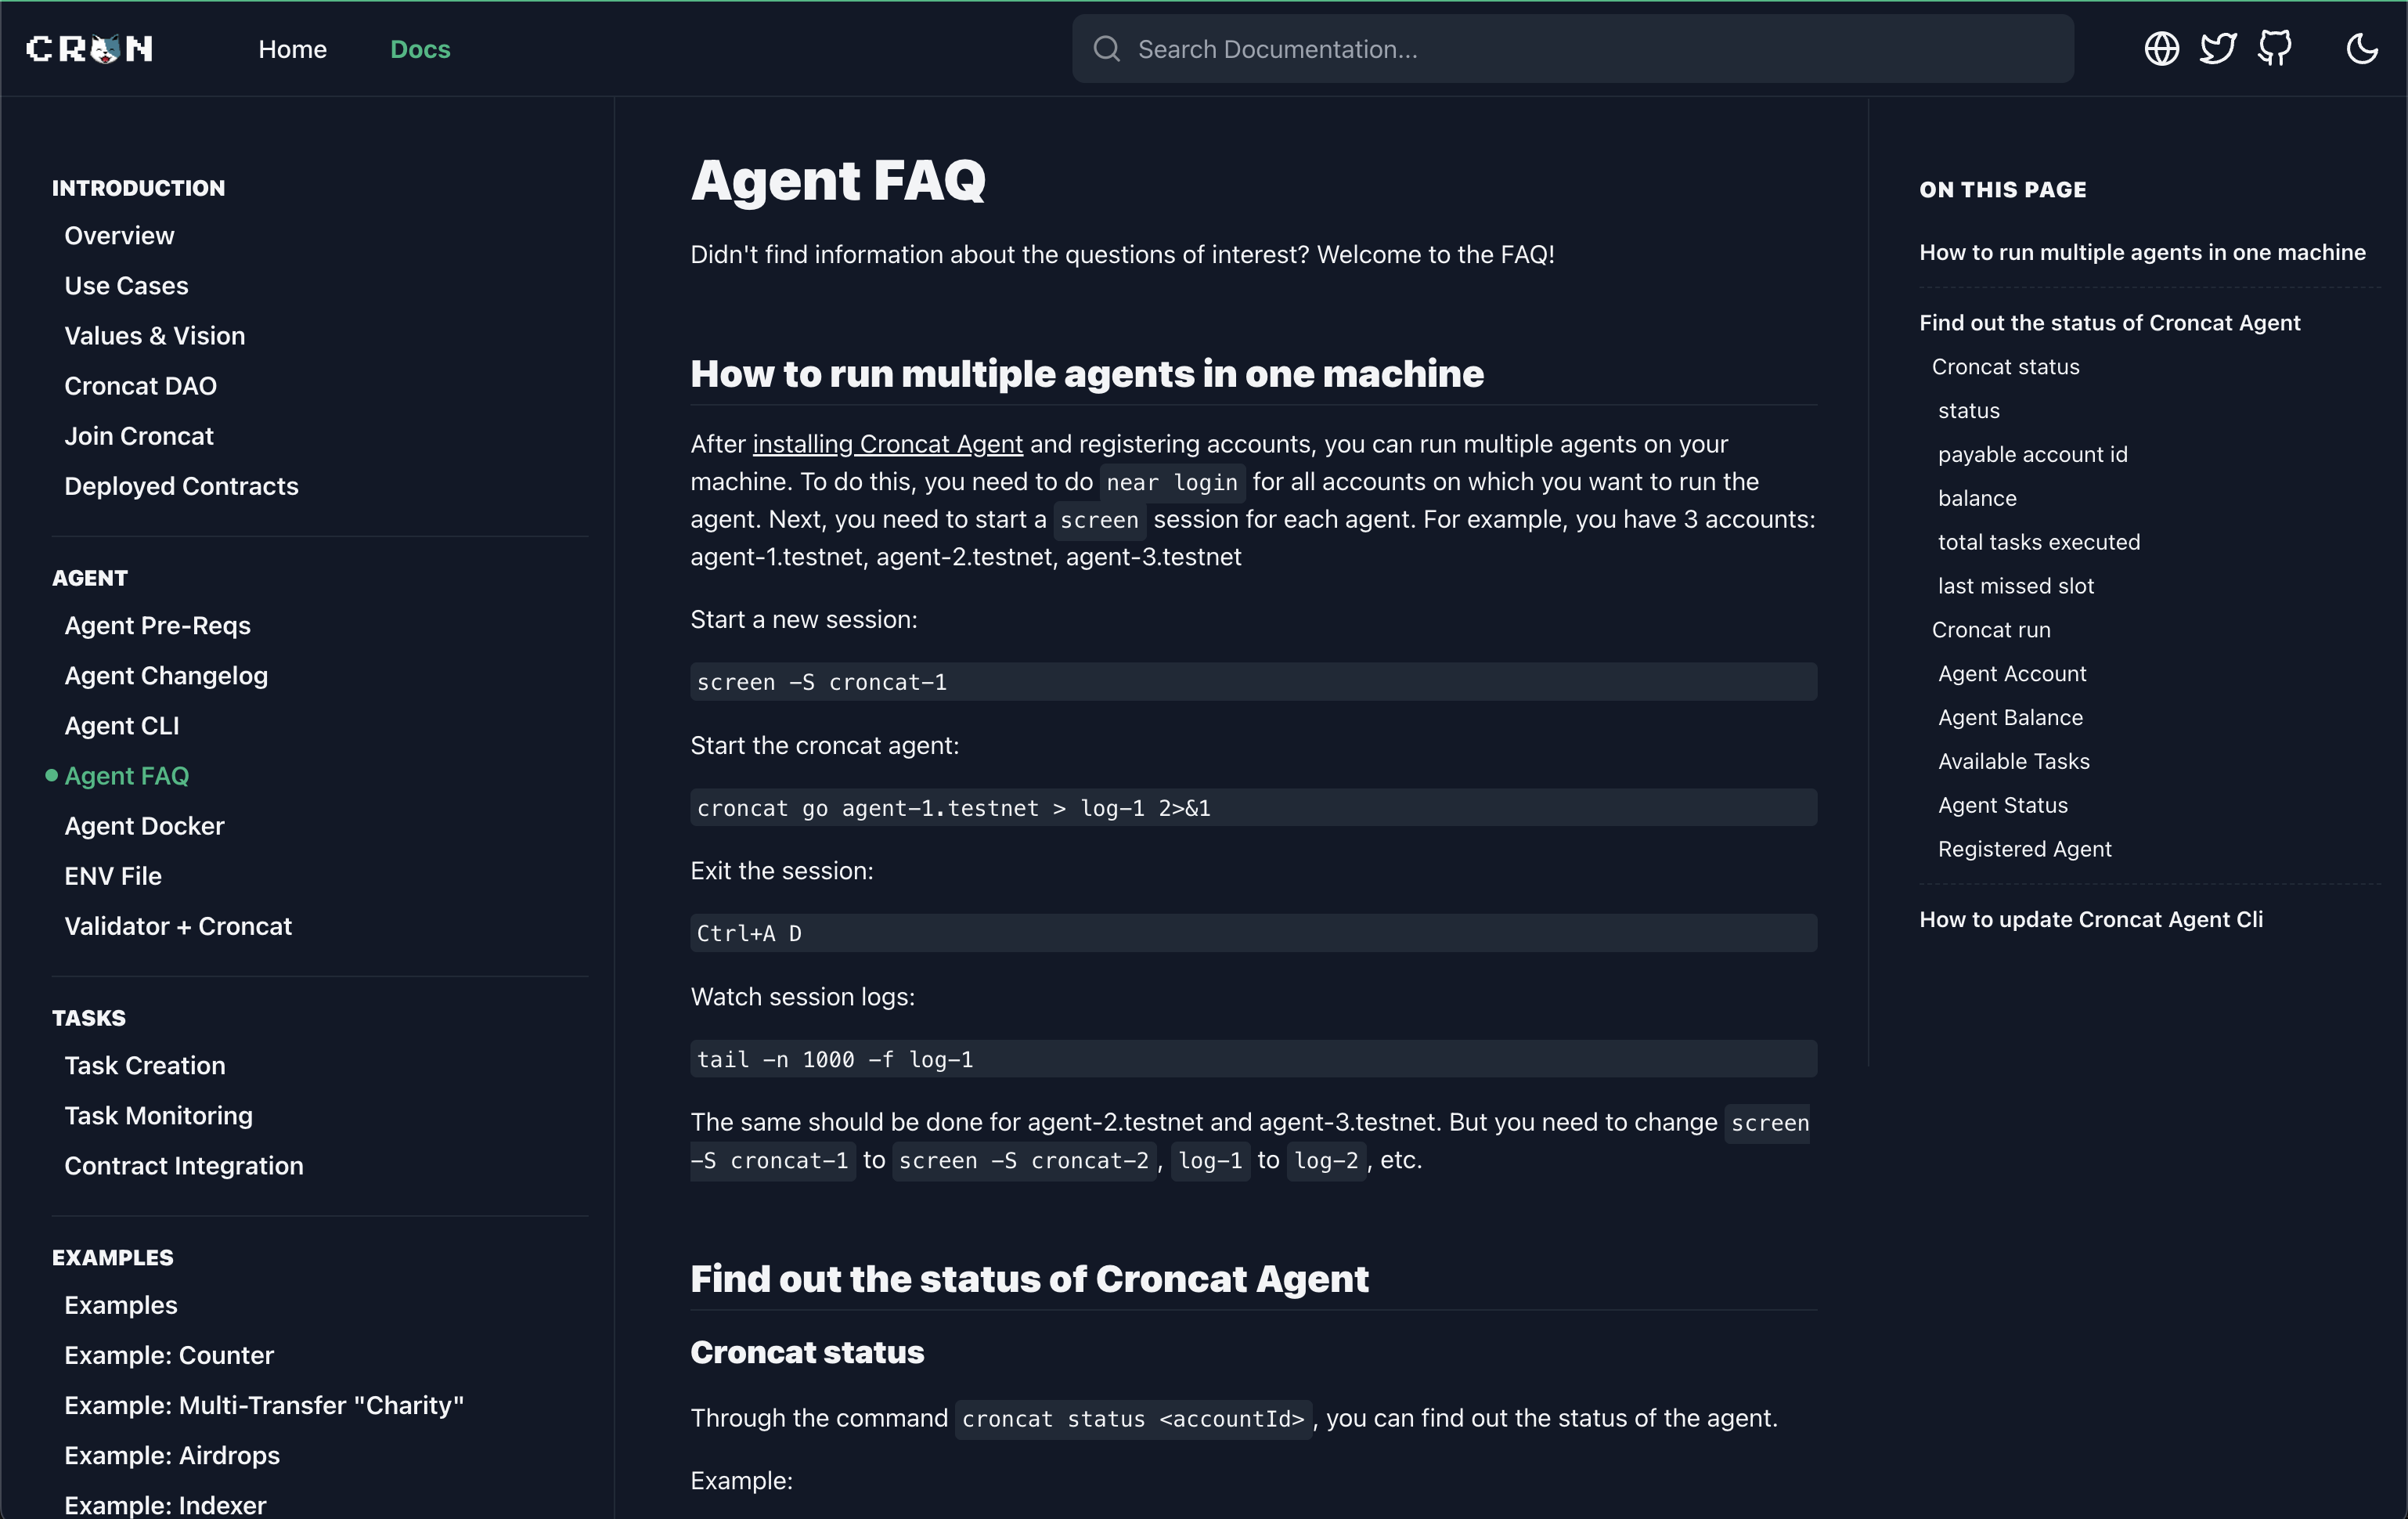 CRON
Home
Docs
Search Documentation...
INTRODUCTION
Overview
Use Cases
Values & Vision
Croncat DAO
Join Croncat
Deployed Contracts
AGENT
Agent Pre-Reqs
Agent Changelog
Agent CLI
Agent FAQ
Agent Docker
ENV File
Validator + Croncat
TASKS
Task Creation
Task Monitoring
Contract Integration
EXAMPLES
Examples
Example: Counter
Example: Multi-Transfer "Charity"
Example: Airdrops
Example: Indexer
Agent FAQ
Didn't find information about the questions of interest? Welcome to the FAQ!
How to run multiple agents in one machine
After installing Croncat Agent and registering accounts, you can run multiple agents on your
machine. To do this, you need to do near login for all accounts on which you want to run the
agent. Next, you need to start a screen session for each agent. For example, you have 3 accounts:
agent-1.testnet, agent-2.testnet, agent-3.testnet
Start a new session:
screen -S croncat-1
Start the croncat agent:
croncat go agent-1.testnet > log-1 2>&1
Exit the session:
Ctrl+A D
Watch session logs:
tail -n 1000 -f log-1
The same should be done for agent-2.testnet and agent-3.testnet. But you need to change screen
-S croncat-1 to screen -S croncat-2, log-1 to log-2, etc.
Find out the status of Croncat Agent
Croncat status
Through the command croncat status <accountId>, you can find out the status of the agent.
Example:
ON THIS PAGE
How to run multiple agents in one machine
Find out the status of Croncat Agent
Croncat status
status
payable account id
balance
total tasks executed
last missed slot
Croncat run
Agent Account
Agent Balance
Available Tasks
Agent Status
Registered Agent
How to update Croncat Agent Cli